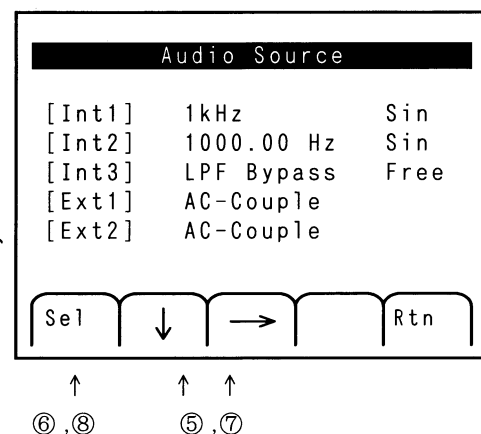 Audio Source
[Int1] 1kHz Sin
[Int2] 1000.00 Hz Sin
[Int3] LPF Bypass Free
[Ext1] AC-Couple
[Ext2] AC-Couple
Sel ↓ → Rtn
↑ ↑ ↑
⑥ ,⑧ ⑤ ,⑦